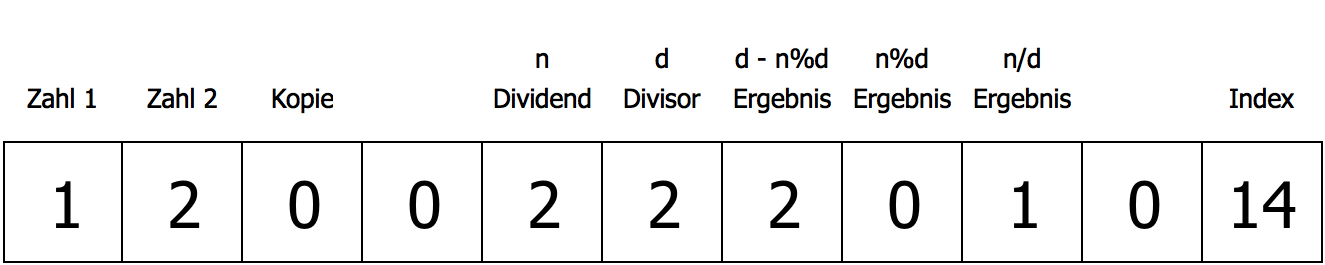 n d d - n%d n%d n/d
Zahl 1 Zahl 2 Kopie Dividend Divisor Ergebnis Ergebnis Ergebnis Index
1 2 0 0 2 2 2 0 1 0 14